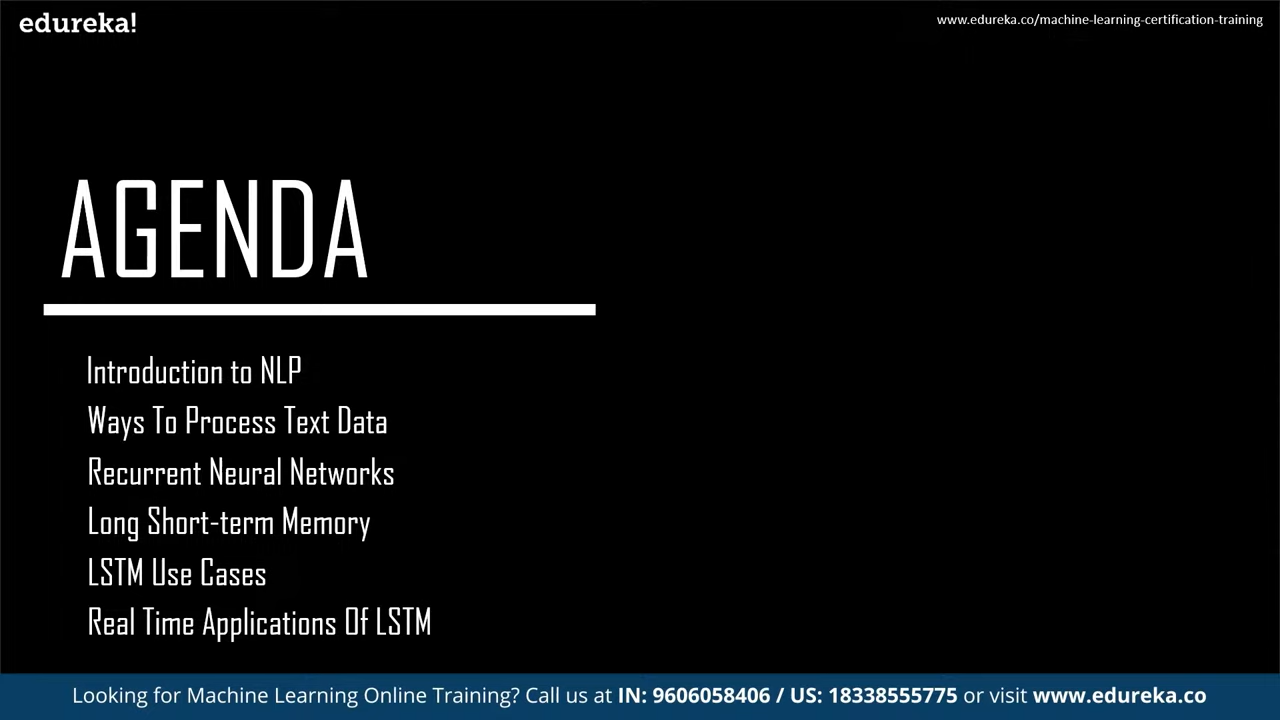 edureka!
www.edureka.co/machine-learning-certification-training
AGENDA
Introduction to NLP
Ways To Process Text Data
Recurrent Neural Networks
Long Short-term Memory
LSTM Use Cases
Real Time Applications Of LSTM
Looking for Machine Learning Online Training? Call us at IN: 9606058406 / US: 18338555775 or visit www.edureka.co